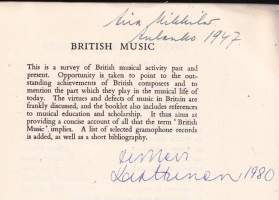 1947
BRITISH MUSIC
This is a survey of British musical activity past and
present. Opportunity is taken to point to the out-
standing achievements of British composers and to
mention the part which they play in the musical life of
today. The virtues and defects of music in Britain are
frankly discussed, and the booklet also includes references
to musical education and scholarship. It thus aims at
providing a concise account of all that the term "British
Music", implies. A list of selected gramophone records
is added, as well as a short bibliography.
1980